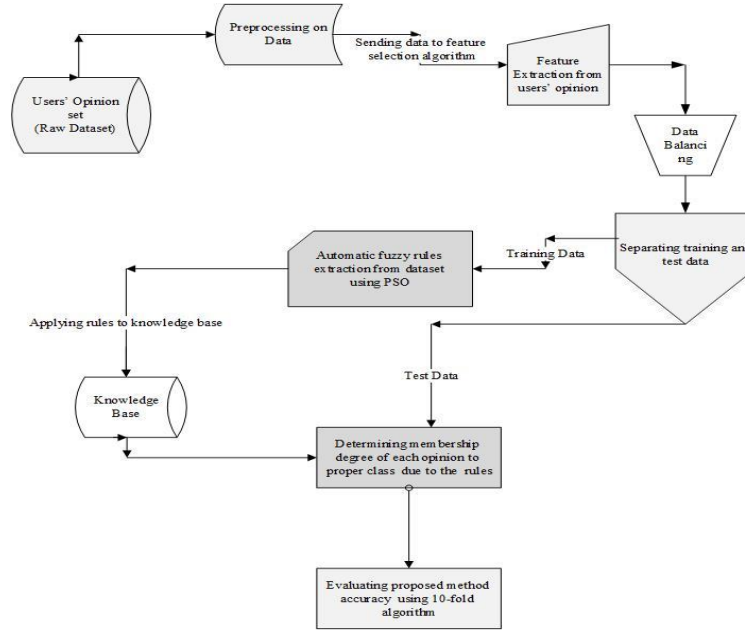 Users' Opinion
set
(Raw Dataset)
Preprocessing on
Data
Sending data to feature
selection algorithm
Feature
Extraction from
users' opinion
Data
Balanci
ng
Separating training an
test data
Training Data
Automatic fuzzy rules
extraction from dataset
using PSO
Applying rules to knowledge base
Knowledge
Base
Test Data
Determining membership
degree of each opinion to
proper class due to the rules
Evaluating proposed method
accuracy using 10-fold
algorithm